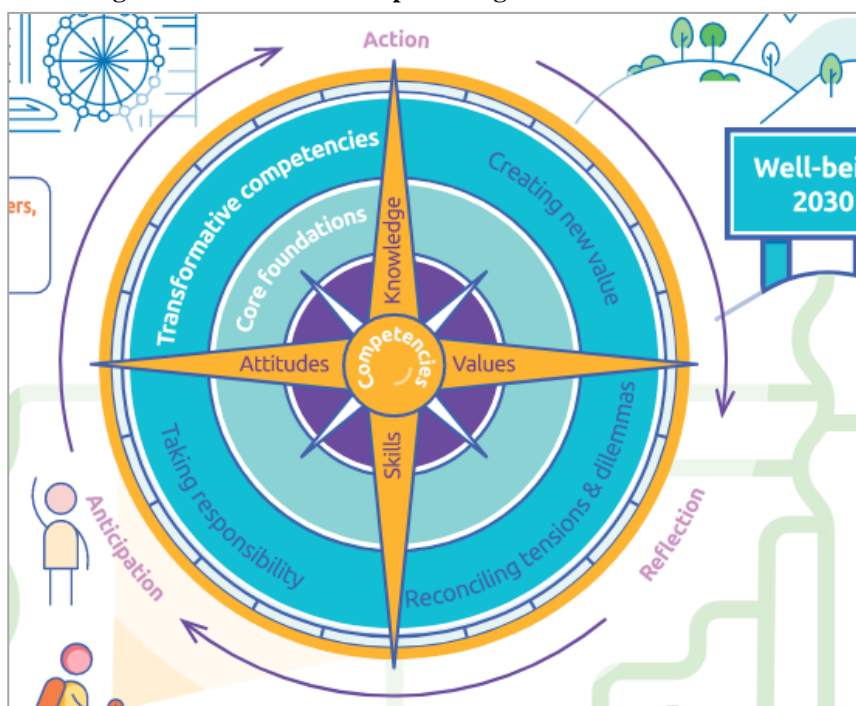 Action
Transformative competencies
Creating new value
Well-bei
2030
ers,
Core foundations
Knowledge
Attitudes
Competencies
Values
Skills
Taking responsibility
Reconciling tensions & dilemmas
Anticipation
Reflection